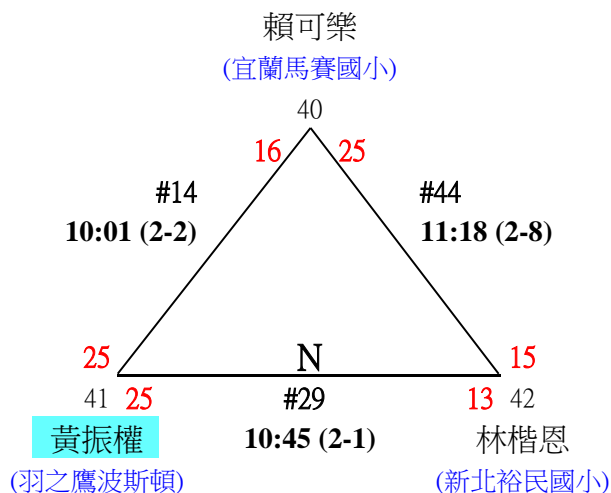 賴可樂
(宜蘭馬賽國小)
40
16 25
#14 #44
10:01 (2-2) 11:18 (2-8)
25 N 15
41 25 #29 13 42
黃振權 10:45 (2-1) 林楷恩
(羽之鷹波斯頓) (新北裕民國小)